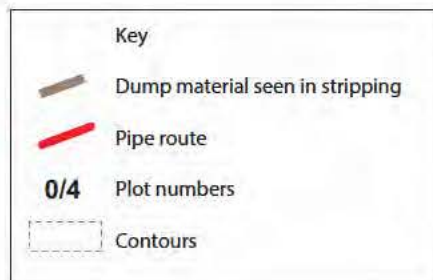 Key
Dump material seen in stripping
Pipe route
0/4 Plot numbers
Contours